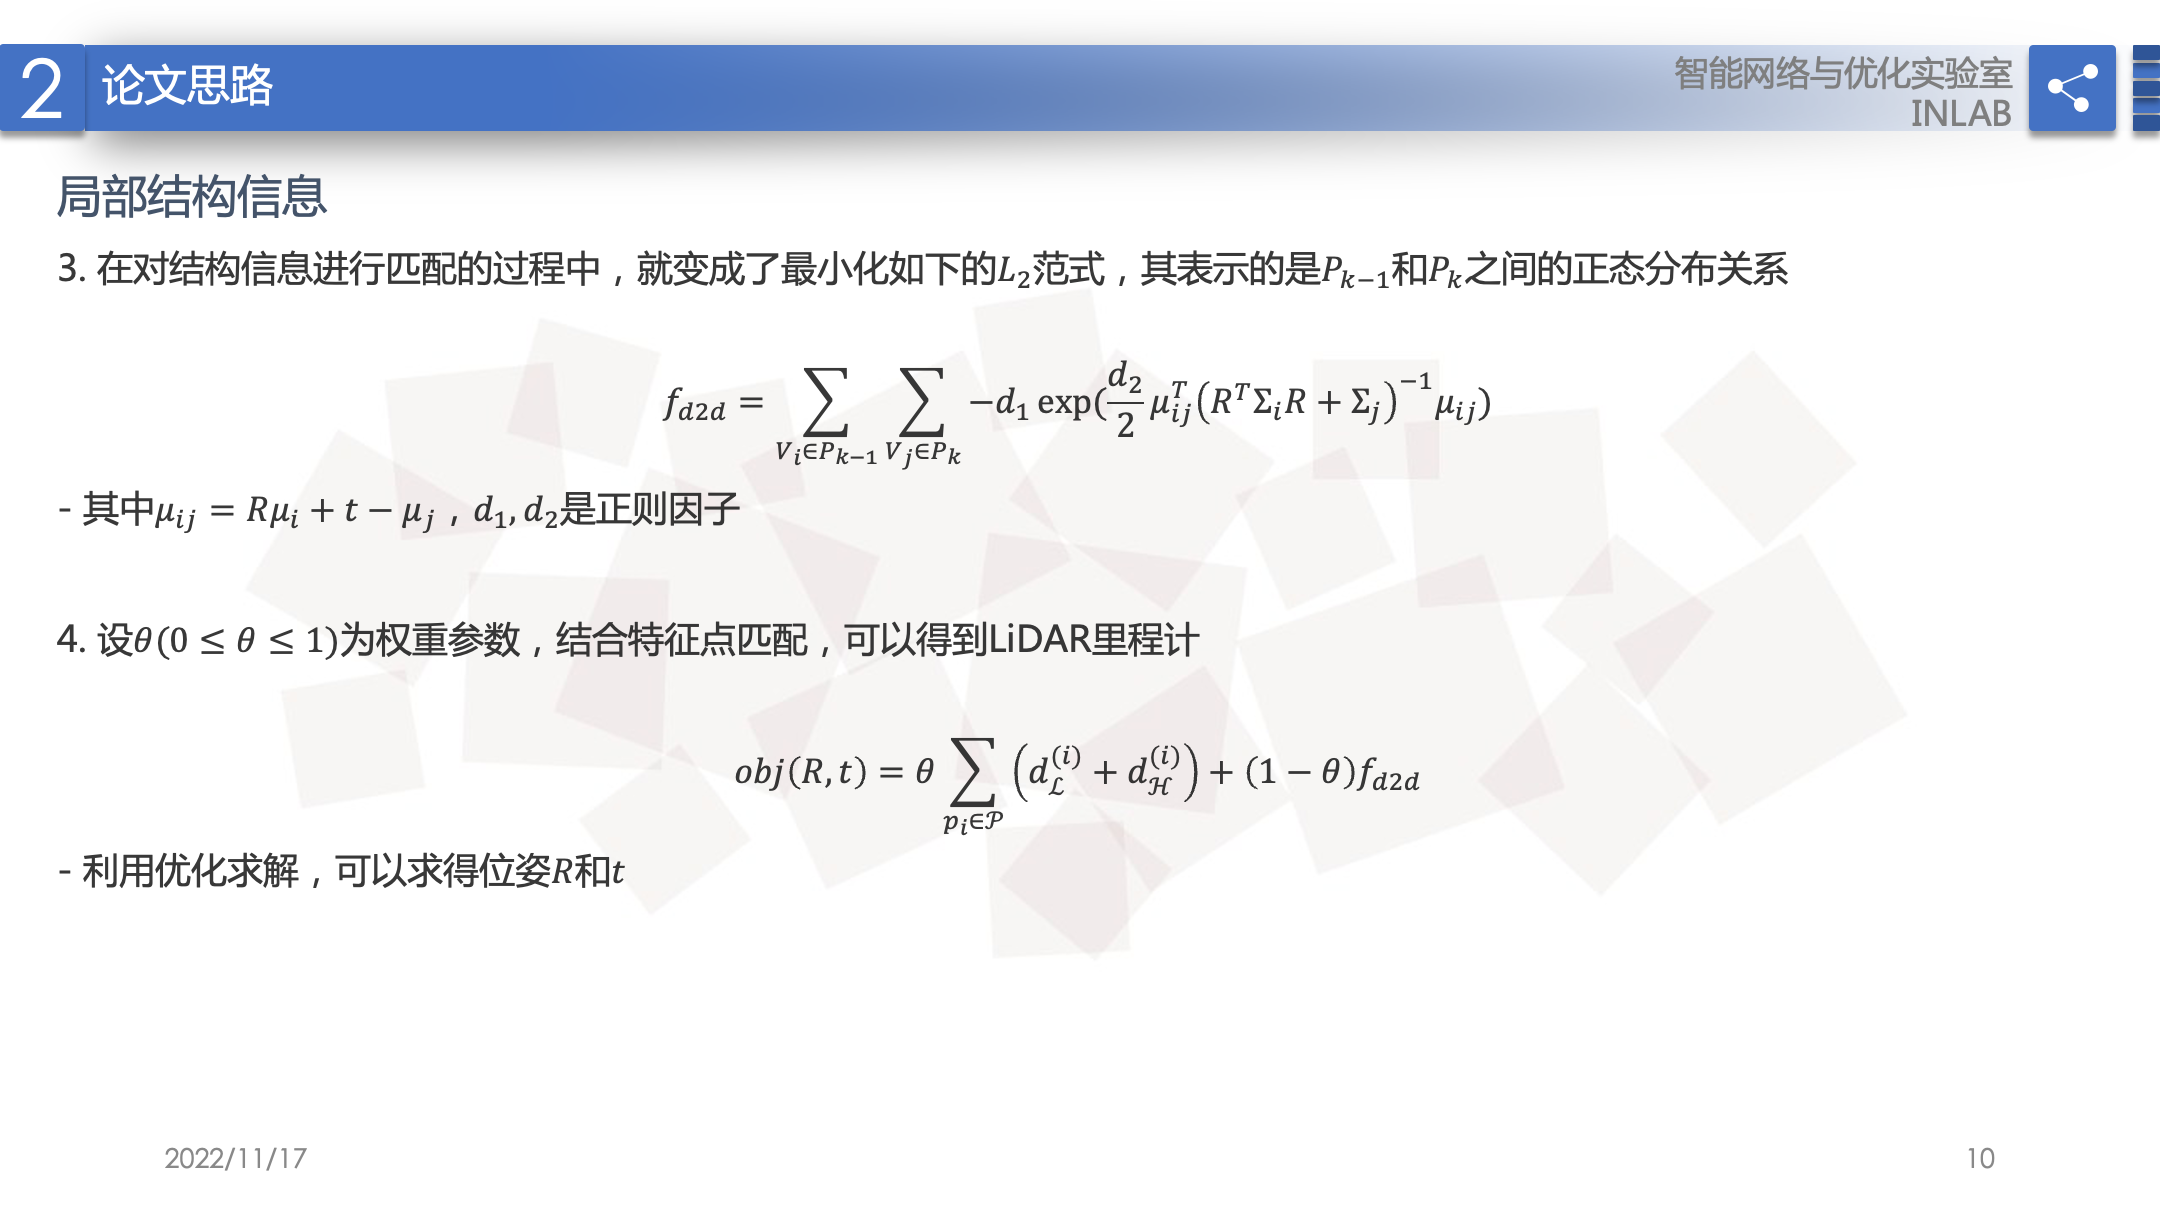 2
论文思路
智能网络与优化实验室
INLAB
局部结构信息
3. 在对结构信息进行匹配的过程中，就变成了最小化如下的$L_2$范式，其表示的是$P_{k-1}$和$P_k$之间的正态分布关系
$f_{d2d} = \sum_{V_i \in P_{k-1}} \sum_{V_j \in P_k} -d_1 \exp(\frac{d_2}{2} \mu_{ij}^T (R^T \Sigma_i R + \Sigma_j)^{-1} \mu_{ij})$
- 其中$\mu_{ij} = R\mu_i + t - \mu_j$，$d_1, d_2$是正则因子
4. 设$\theta(0 \le \theta \le 1)$为权重参数，结合特征点匹配，可以得到LiDAR里程计
$obj(R, t) = \theta \sum_{p_i \in \mathcal{P}} (d_{\mathcal{L}}^{(i)} + d_{\mathcal{H}}^{(i)}) + (1 - \theta) f_{d2d}$
- 利用优化求解，可以求得位姿$R$和$t$
2022/11/17
10